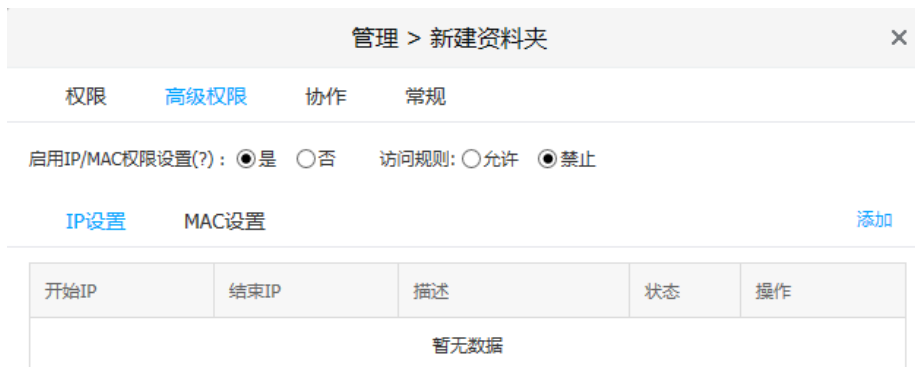 管理 > 新建资料夹 ×
权限 高级权限 协作 常规
启用IP/MAC权限设置(?) : 是 否 访问规则: 允许 禁止
IP设置 MAC设置 添加
开始IP 结束IP 描述 状态 操作
暂无数据